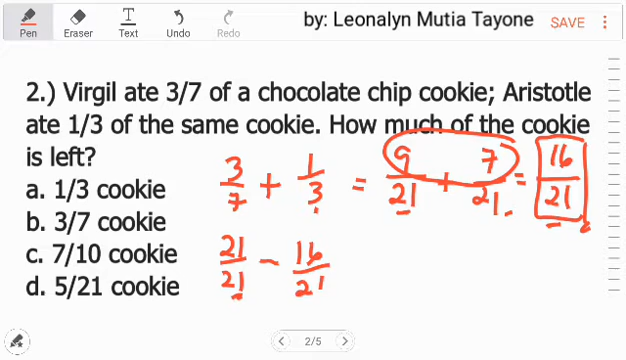 Pen Eraser Text Undo Redo by: Leonalyn Mutia Tayone SAVE
2.) Virgil ate 3/7 of a chocolate chip cookie; Aristotle
ate 1/3 of the same cookie. How much of the cookie
is left?
a. 1/3 cookie
b. 3/7 cookie
c. 7/10 cookie
d. 5/21 cookie
3/7 + 1/3 = 9/21 + 7/21 = 16/21
21/21 - 16/21
2/5